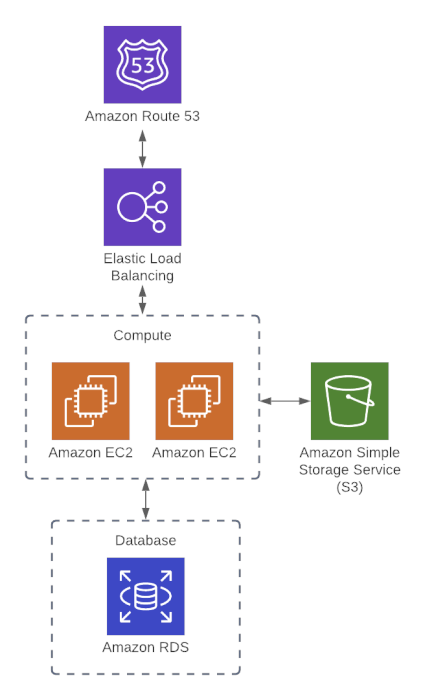 53
Amazon Route 53
Elastic Load
Balancing
Compute
Amazon EC2
Amazon EC2
Amazon Simple
Storage Service
(S3)
Database
Amazon RDS